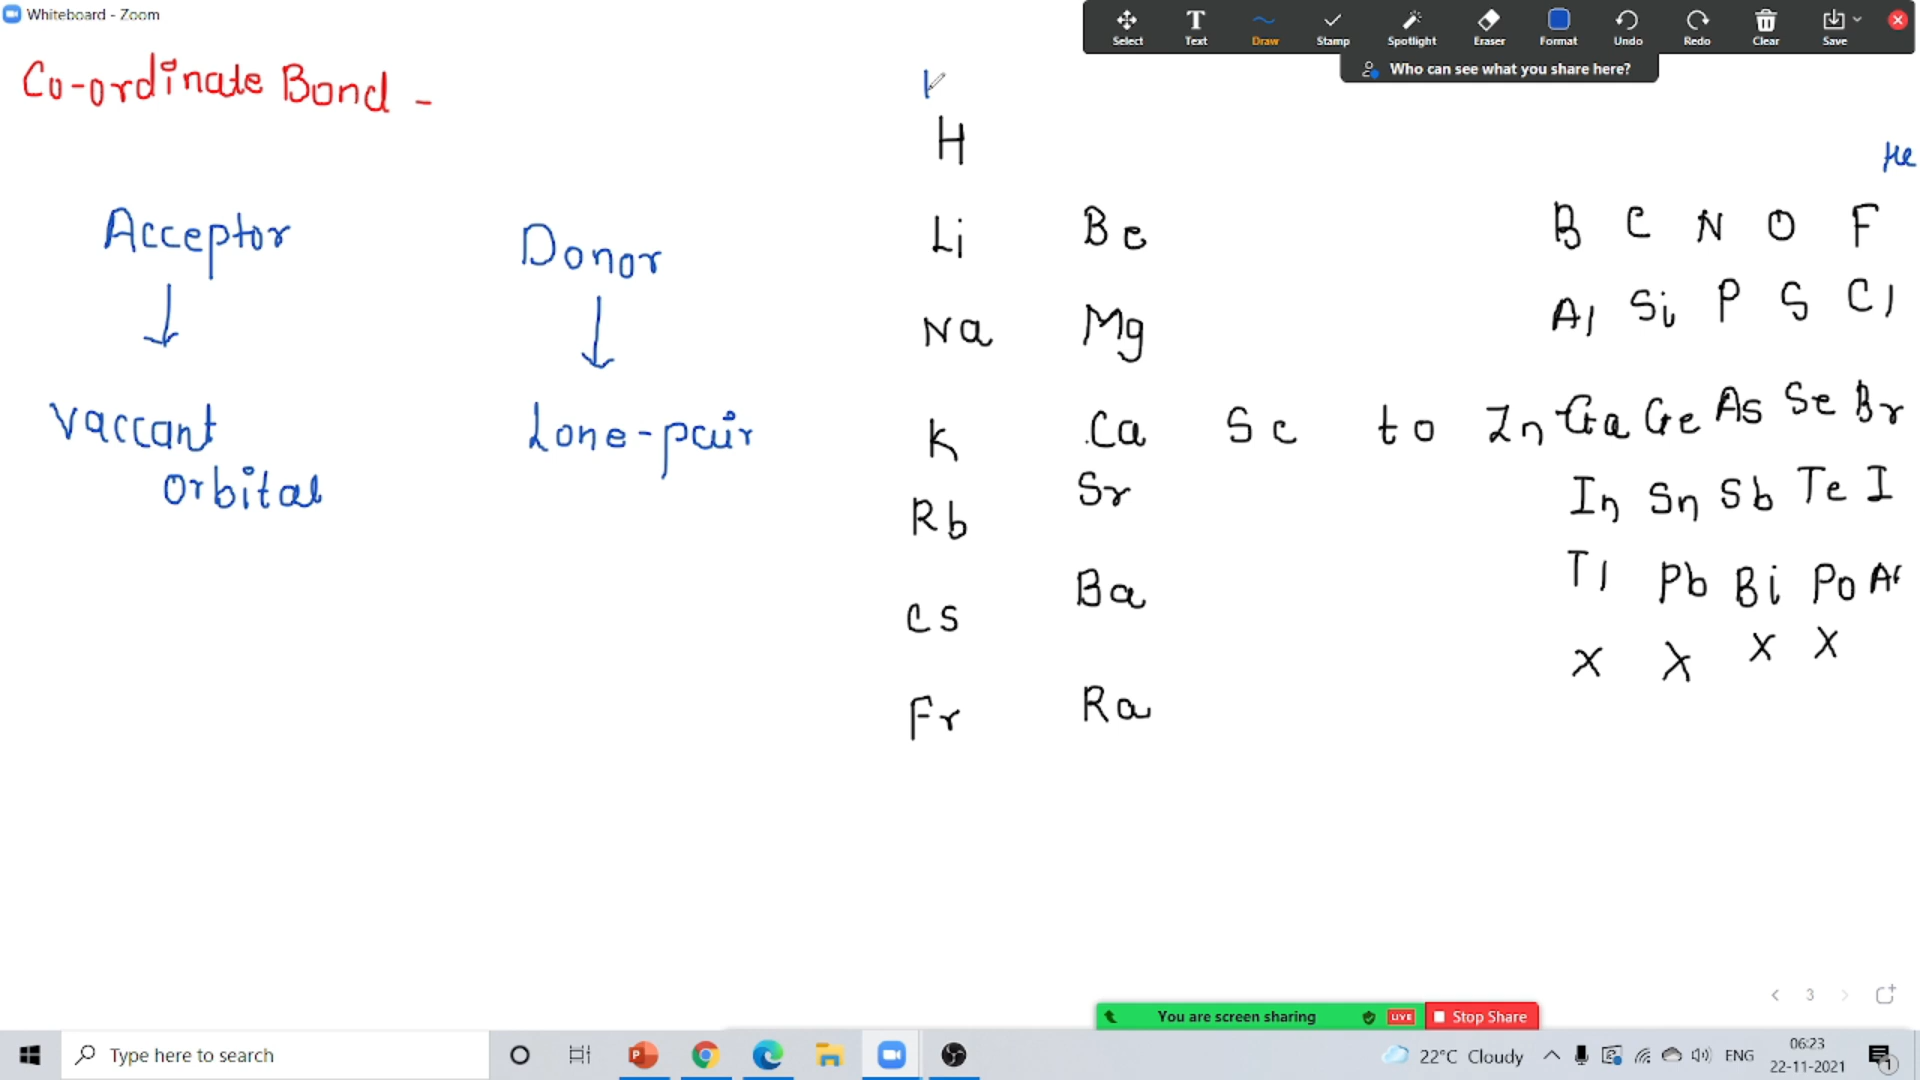 Whiteboard - Zoom
Select Text Draw Stamp Spotlight Eraser Format Undo Redo Clear Save
Who can see what you share here?
Co-ordinate Bond -
H
He
Acceptor Donor
Li Be B C N O F
Na Mg Al Si P S Cl
Vaccant
orbital
Lone-pair
K Ca Sc to Zn Ga Ge As Se Br
Rb Sr In Sn Sb Te I
Cs Ba Tl Pb Bi Po
X X X X
Fr Ra
3
You are screen sharing LIVE Stop Share
Type here to search
22°C Cloudy ENG
06:23
22-11-2021
1